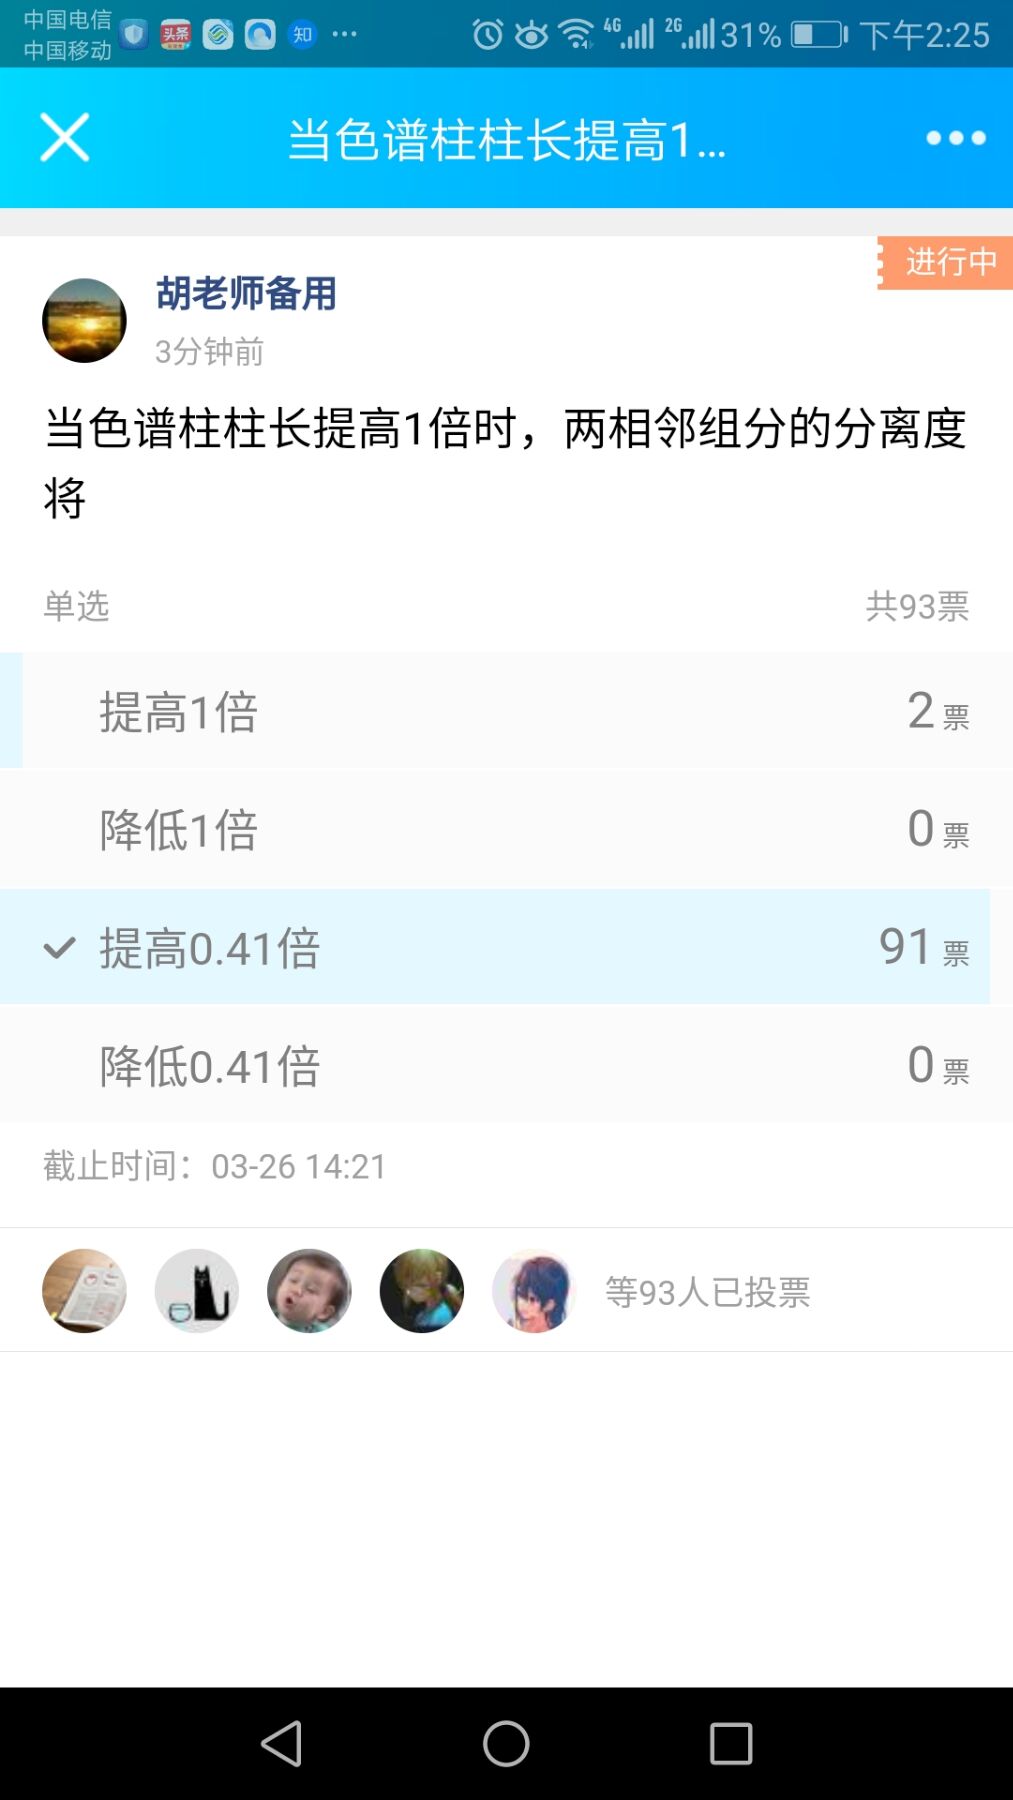 中国电信
中国移动
头条
知
4G
2G
31%
下午2:25
当色谱柱柱长提高1...
进行中
胡老师备用
3分钟前
当色谱柱柱长提高1倍时，两相邻组分的分离度
将
单选
共93票
提高1倍
2票
降低1倍
0票
提高0.41倍
91票
降低0.41倍
0票
截止时间：03-26 14:21
等93人已投票